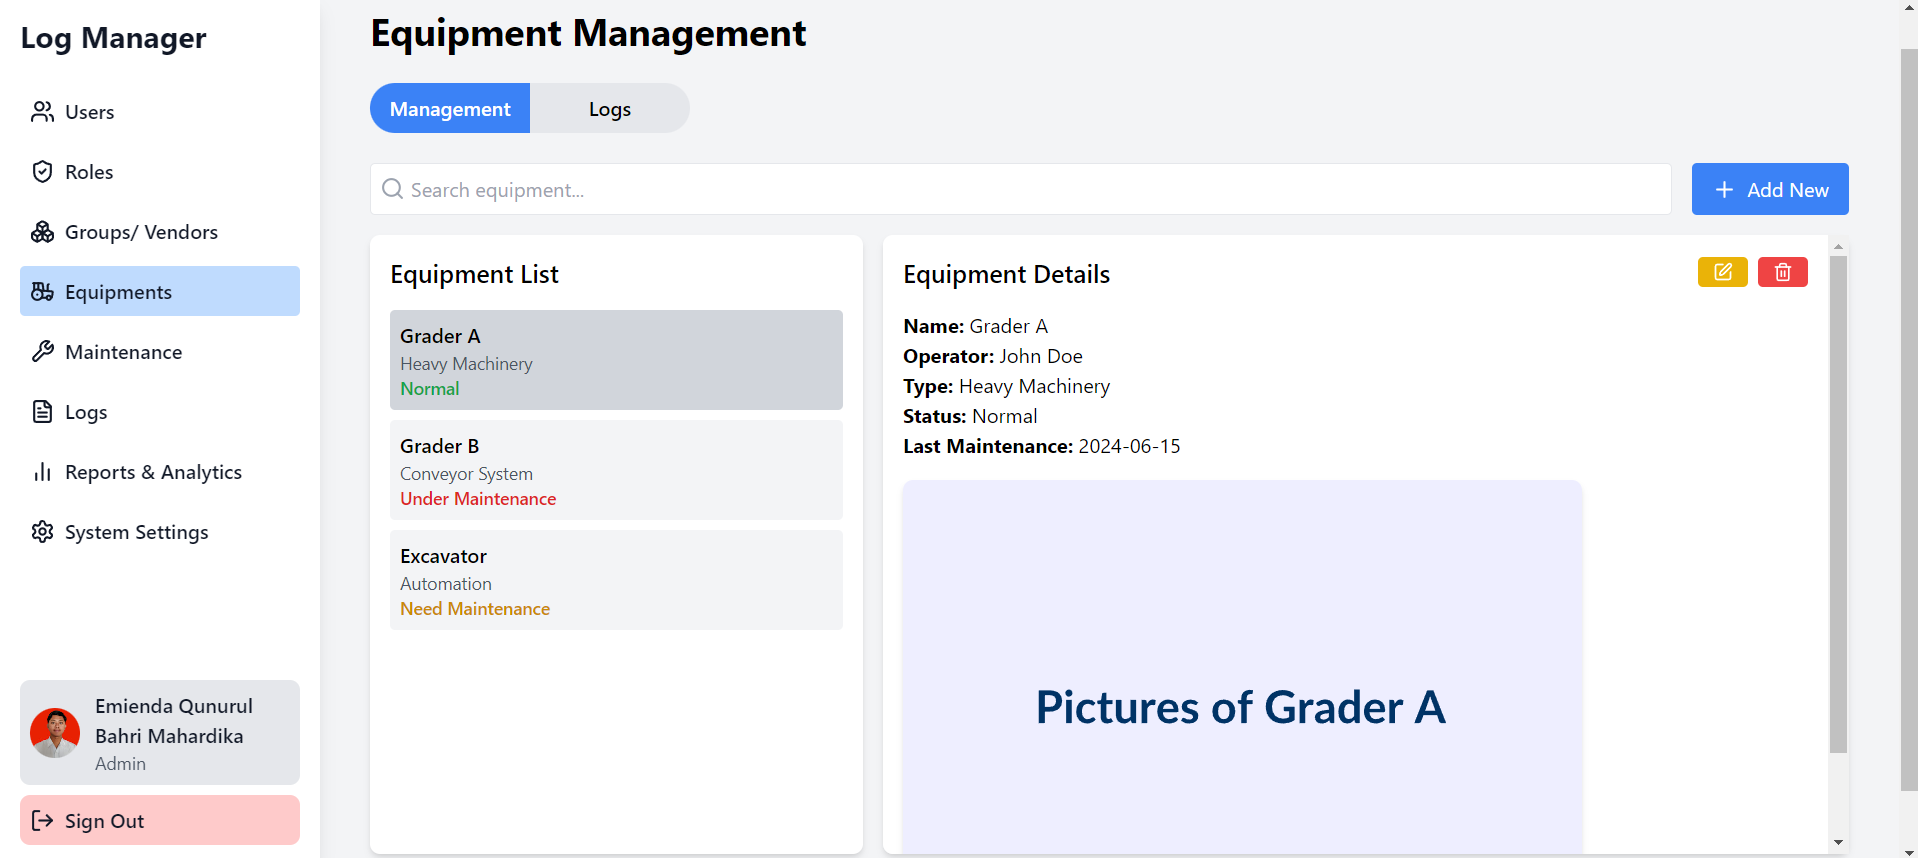 Log Manager
Users
Roles
Groups/ Vendors
Equipments
Maintenance
Logs
Reports & Analytics
System Settings
Emienda Qunurul
Bahri Mahardika
Admin
Sign Out
Equipment Management
Management
Logs
Search equipment...
Add New
Equipment List
Grader A
Heavy Machinery
Normal
Grader B
Conveyor System
Under Maintenance
Excavator
Automation
Need Maintenance
Equipment Details
Name: Grader A
Operator: John Doe
Type: Heavy Machinery
Status: Normal
Last Maintenance: 2024-06-15
Pictures of Grader A